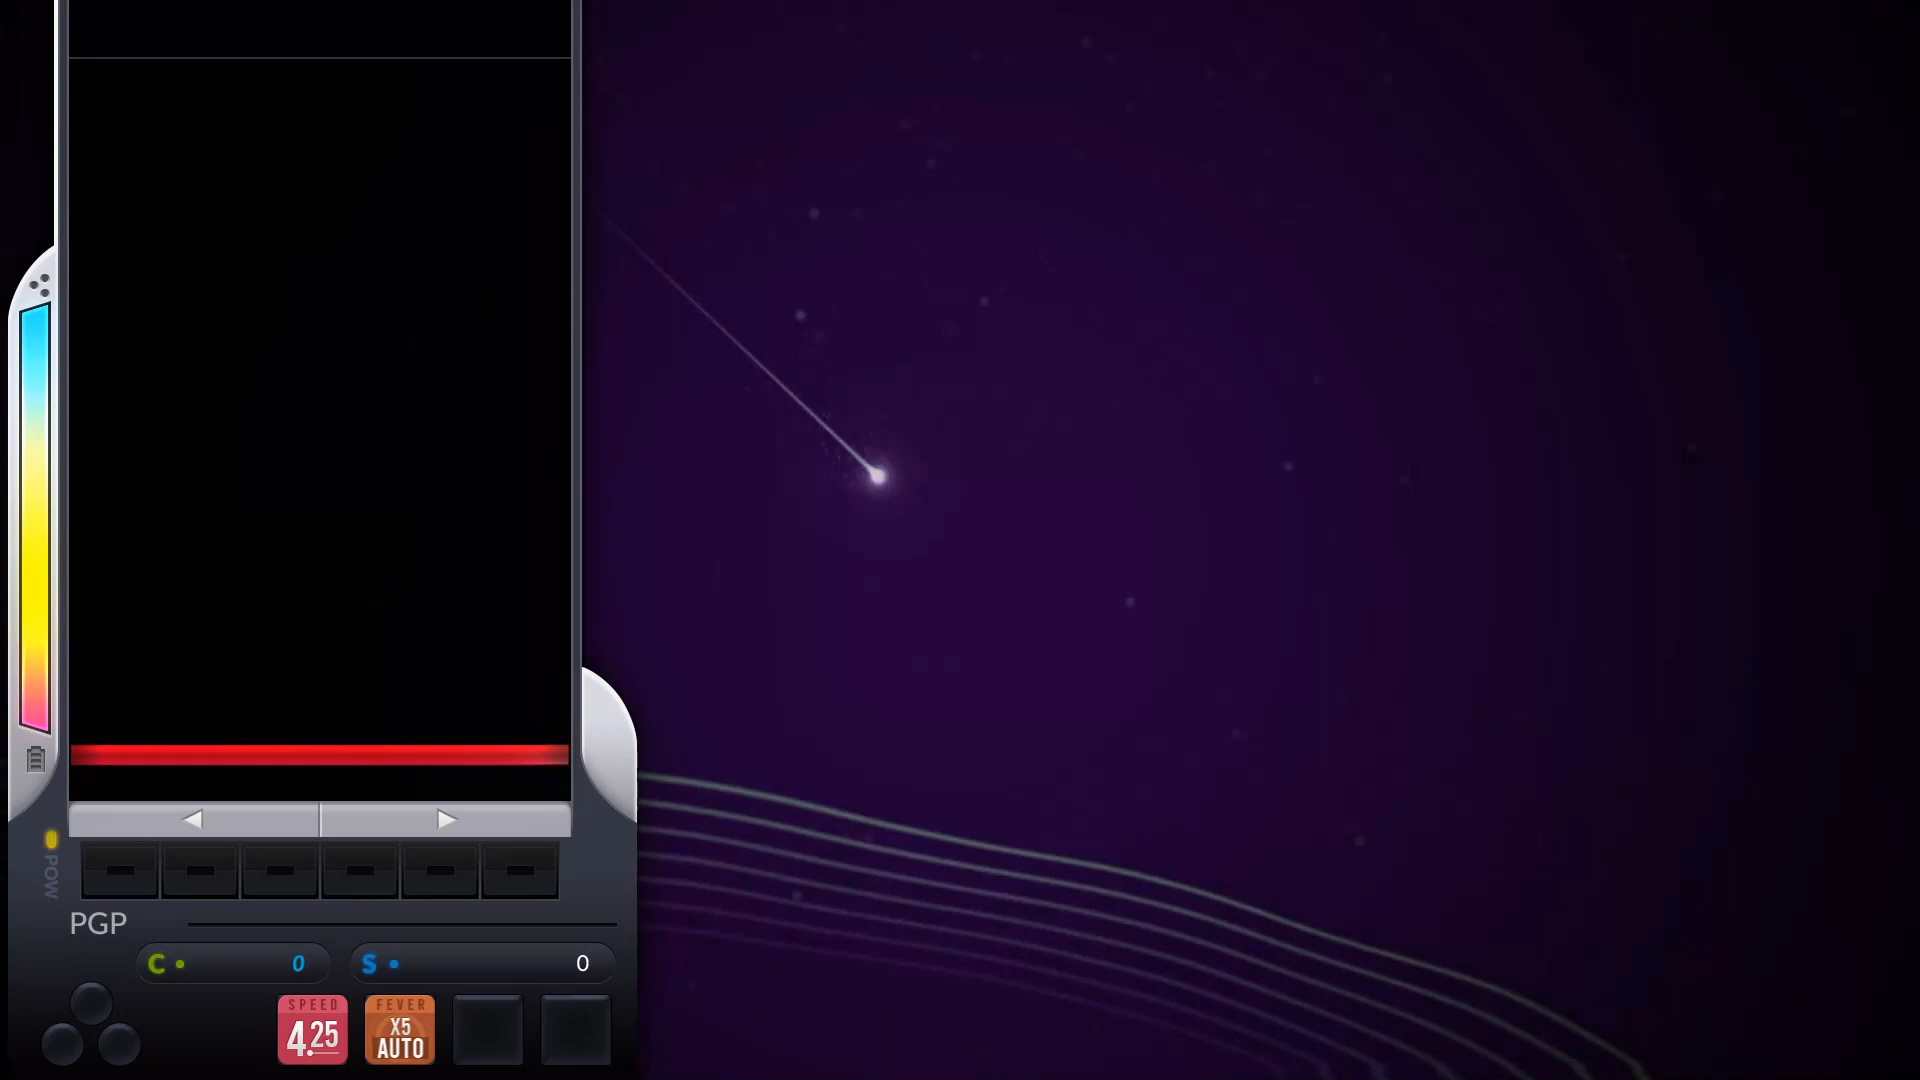 POW
PGP
C • 0
S • 0
SPEED
4.25
FEVER
X5
AUTO